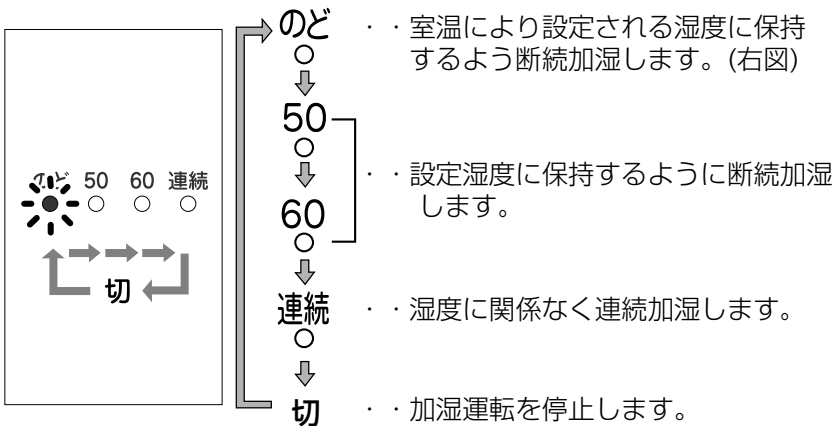 のど 50 60 連続
切
のど ・・室温により設定される湿度に保持
するよう断続加湿します。(右図)
50
・・設定湿度に保持するように断続加湿
します。
60
連続 ・・湿度に関係なく連続加湿します。
切 ・・加湿運転を停止します。